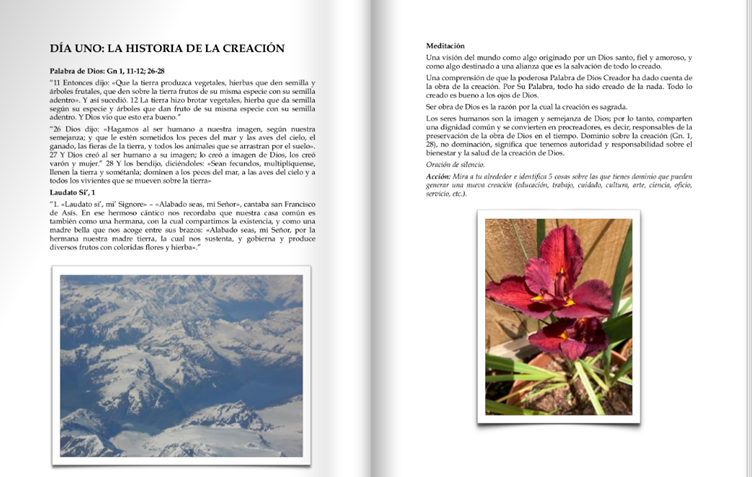 DÍA UNO: LA HISTORIA DE LA CREACIÓN
Palabra de Dios: Gn 1, 11-12; 26-28
"11 Entonces dijo: «Que la tierra produzca vegetales, hierbas que den semilla y
árboles frutales, que den sobre la tierra frutos de su misma especie con su semilla
adentro». Y así sucedió. 12 La tierra hizo brotar vegetales, hierba que da semilla
según su especie y árboles que dan fruto de su misma especie con su semilla
adentro. Y Dios vio que esto era bueno."
"26 Dios dijo: «Hagamos al ser humano a nuestra imagen, según nuestra
semejanza; y que le estén sometidos los peces del mar y las aves del cielo, el
ganado, las fieras de la tierra, y todos los animales que se arrastran por el suelo».
27 Y Dios creó al ser humano a su imagen; lo creó a imagen de Dios, los creó
varón y mujer." 28 Y los bendijo, diciéndoles: «Sean fecundos, multiplíquense,
llenen la tierra y sométanla; dominen a los peces del mar, a las aves del cielo y a
todos los vivientes que se mueven sobre la tierra»
Laudato Si', 1
"1. «Laudato si', mi' Signore» – «Alabado seas, mi Señor», cantaba san Francisco
de Asís. En ese hermoso cántico nos recordaba que nuestra casa común es
también como una hermana, con la cual compartimos la existencia, y como una
madre bella que nos acoge entre sus brazos: «Alabado seas, mi Señor, por la
hermana nuestra madre tierra, la cual nos sustenta, y gobierna y produce
diversos frutos con coloridas flores y hierba»."
Meditación
Una visión del mundo como algo originado por un Dios santo, fiel y amoroso, y
como algo destinado a una alianza que es la salvación de todo lo creado.
Una comprensión de que la poderosa Palabra de Dios Creador ha dado cuenta de
la obra de la creación. Por Su Palabra, todo ha sido creado de la nada. Todo lo
creado es bueno a los ojos de Dios.
Ser obra de Dios es la razón por la cual la creación es sagrada.
Los seres humanos son la imagen y semejanza de Dios; por lo tanto, comparten
una dignidad común y se convierten en procreadores, es decir, responsables de la
preservación de la obra de Dios en el tiempo. Dominio sobre la creación (Gn. 1,
28), no dominación, significa que tenemos autoridad y responsabilidad sobre el
bienestar y la salud de la creación de Dios.
Oración de silencio.
Acción: Mira a tu alrededor e identifica 5 cosas sobre las que tienes dominio que pueden
generar una nueva creación (educación, trabajo, cuidado, cultura, arte, ciencia, oficio,
servicio, etc.).